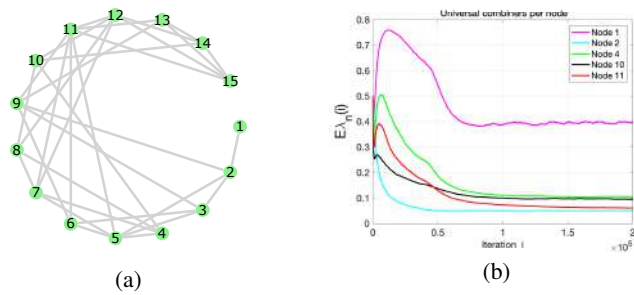 12
13
11
14
10
15
9
1
8
2
7
3
6
5
4
(a)
Universal combiners per node
0.8
0.7
0.6
0.5
0.4
0.3
0.2
0.1
0
Eλn(i)
Node 1
Node 2
Node 4
Node 10
Node 11
0 0.5 1 1.5 2
Iteration i
×10^5
(b)